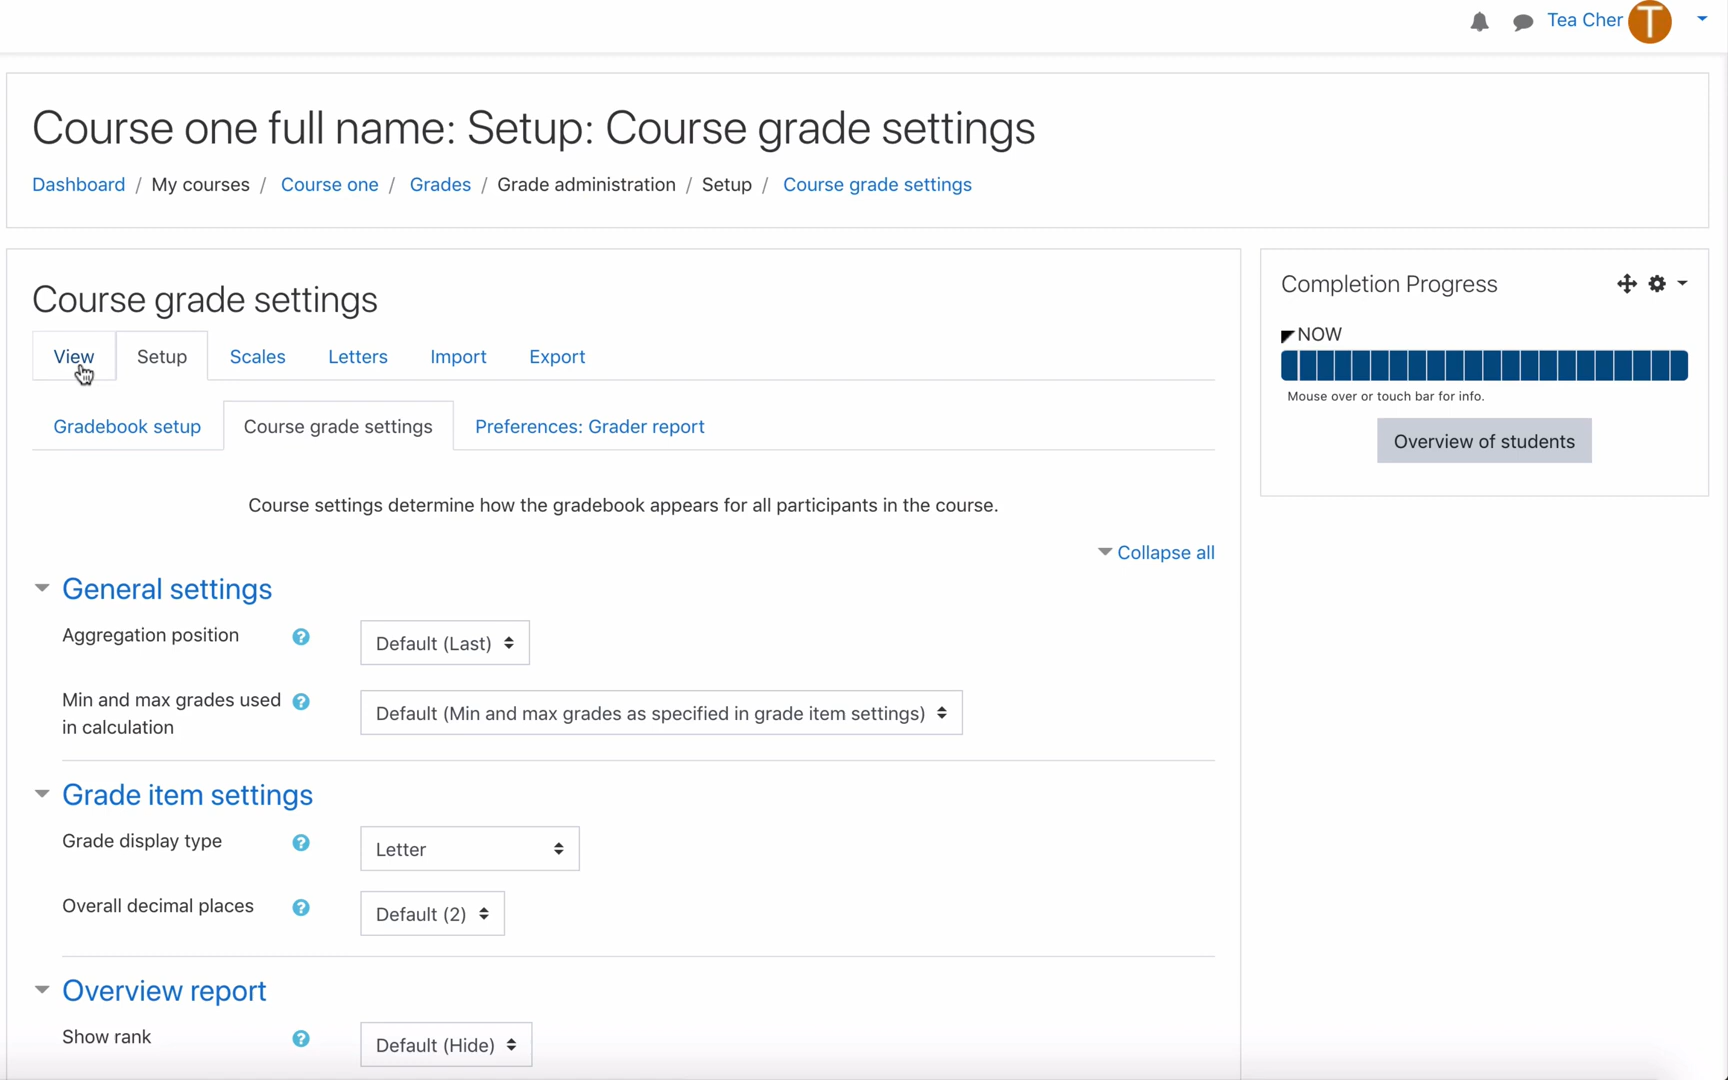 Tea Cher T
Course one full name: Setup: Course grade settings
Dashboard / My courses / Course one / Grades / Grade administration / Setup / Course grade settings
Course grade settings
View Setup Scales Letters Import Export
Gradebook setup Course grade settings Preferences: Grader report
Course settings determine how the gradebook appears for all participants in the course.
Collapse all
General settings
Aggregation position ? Default (Last)
Min and max grades used ? Default (Min and max grades as specified in grade item settings)
in calculation
Grade item settings
Grade display type ? Letter
Overall decimal places ? Default (2)
Overview report
Show rank ? Default (Hide)
Completion Progress
NOW
Mouse over or touch bar for info.
Overview of students